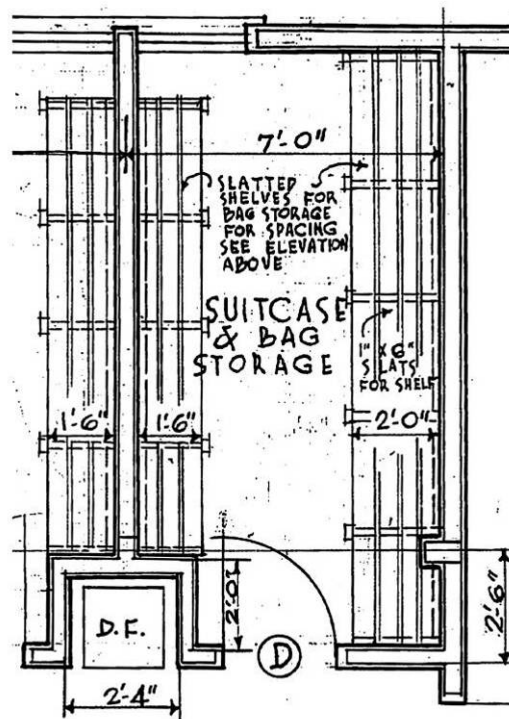 7'-0"
SLATTED
SHELVES FOR
BAG STORAGE
FOR SPACING
SEE ELEVATION
ABOVE
SUITCASE
& BAG
STORAGE
1" X 6"
SLATS
FOR SHELF
1'-6"
1'-6"
2'-0"
2'-0"
D.F.
D
2'-6"
2'-4"